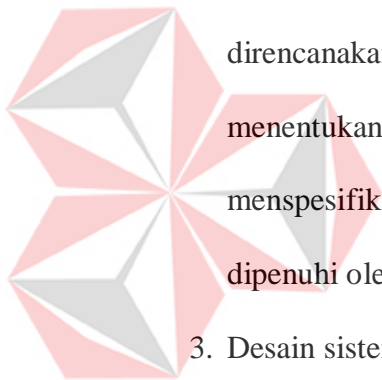 direncanakan
menentukan
menspesifik
dipenuhi ole
3. Desain siste